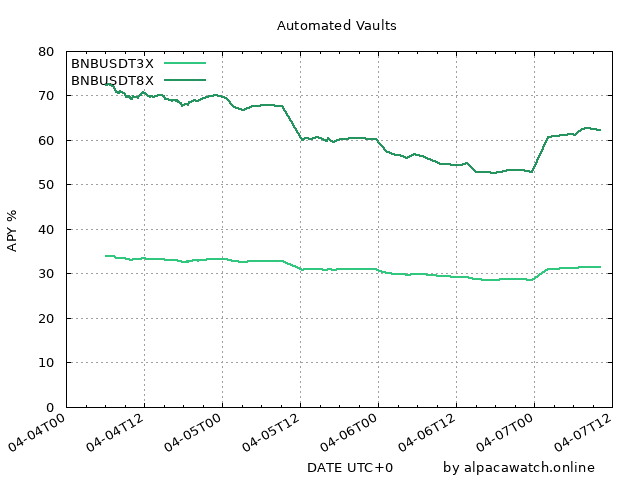 Automated Vaults
BNBUSDT3X
BNBUSDT8X
APY %
80
70
60
50
40
30
20
10
0
04-04T00
04-04T12
04-05T00
04-05T12
04-06T00
04-06T12
04-07T00
04-07T12
DATE UTC+0
by alpacawatch.online